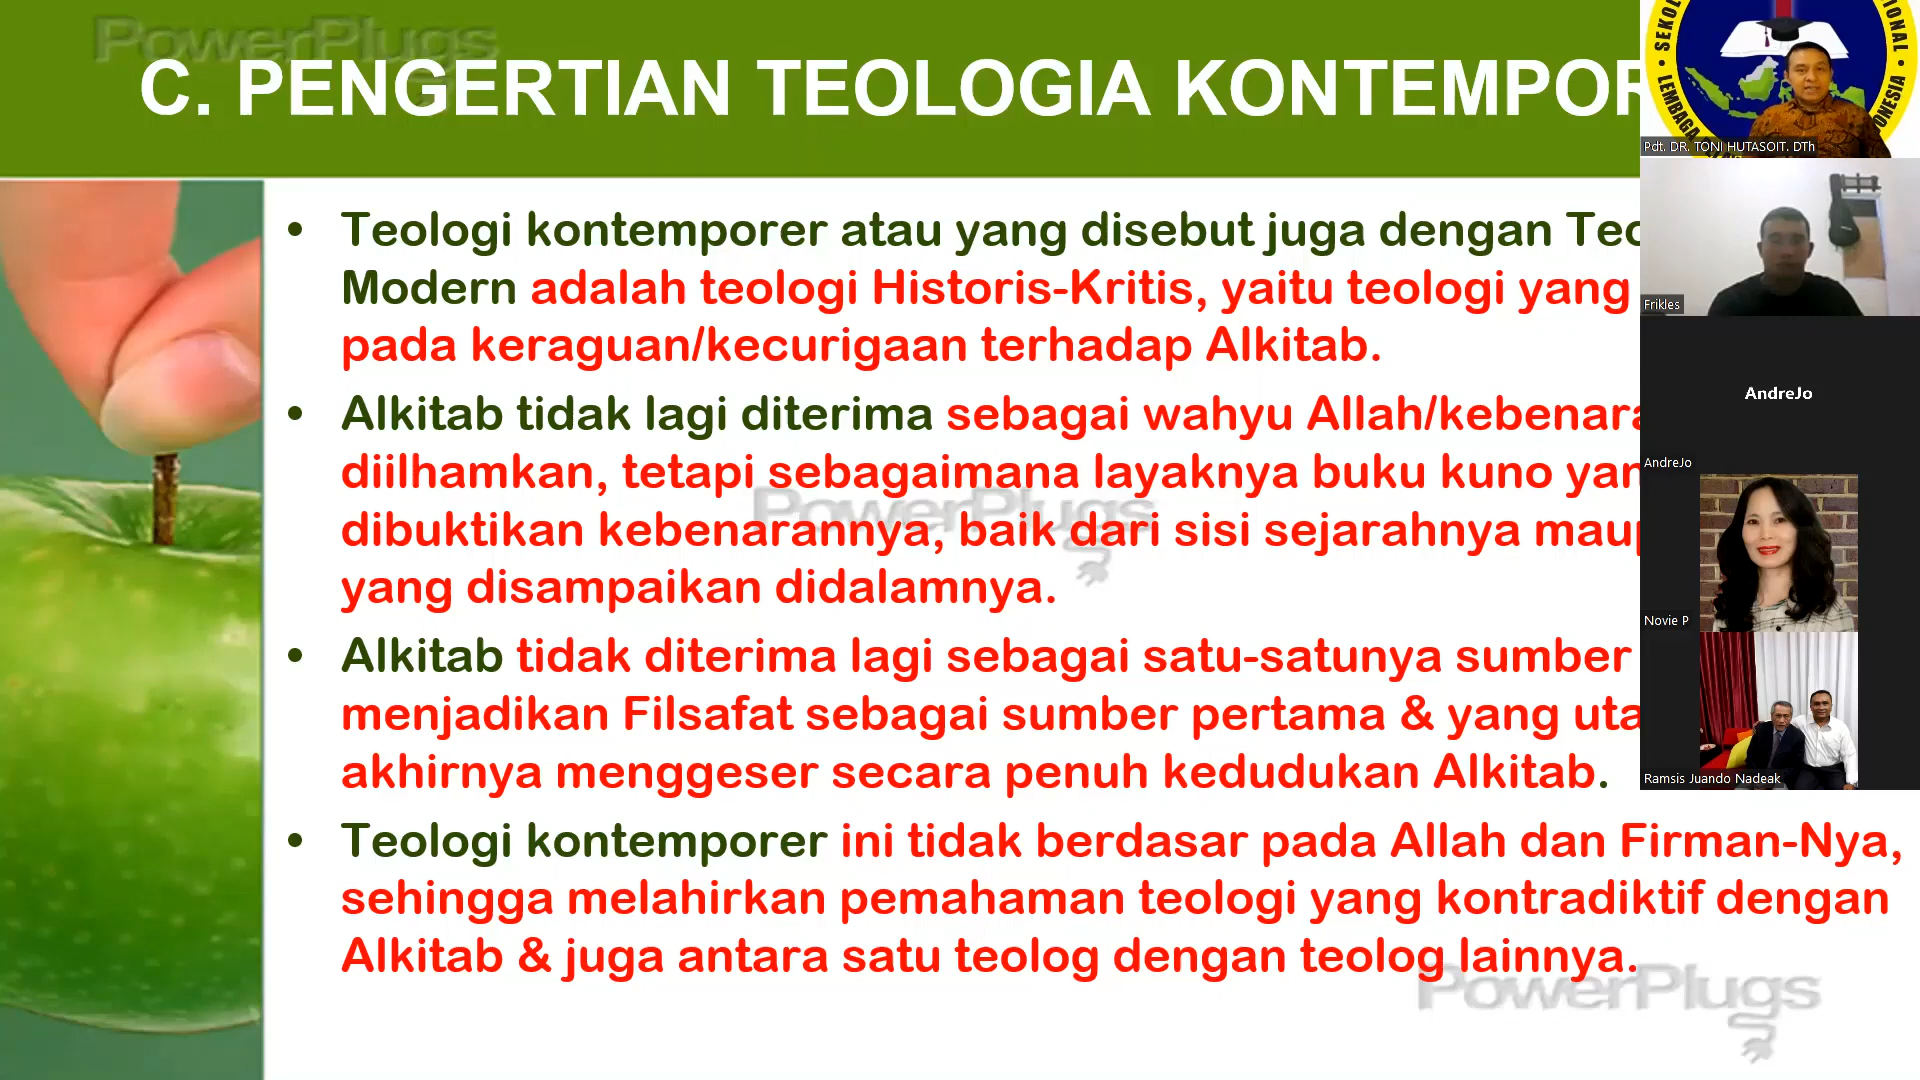 PowerPlugs
C. PENGERTIAN TEOLOGIA KONTEMPOR
Teologi kontemporer atau yang disebut juga dengan Teo
Modern adalah teologi Historis-Kritis, yaitu teologi yang
pada keraguan/kecurigaan terhadap Alkitab.
Alkitab tidak lagi diterima sebagai wahyu Allah/kebenara
diilhamkan, tetapi sebagaimana layaknya buku kuno yan
dibuktikan kebenarannya, baik dari sisi sejarahnya maup
yang disampaikan didalamnya.
PowerPlugs
Alkitab tidak diterima lagi sebagai satu-satunya sumber
menjadikan Filsafat sebagai sumber pertama & yang uta
akhirnya menggeser secara penuh kedudukan Alkitab.
Teologi kontemporer ini tidak berdasar pada Allah dan Firman-Nya,
sehingga melahirkan pemahaman teologi yang kontradiktif dengan
Alkitab & juga antara satu teolog dengan teolog lainnya.
PowerPlugs
SEKOL
IONAL
LEMBAGA
ONESIA
Pdt. DR. TONI HUTASOIT. DTh
Frikles
AndreJo
AndreJo
Novie P
Ramsis Juando Nadeak